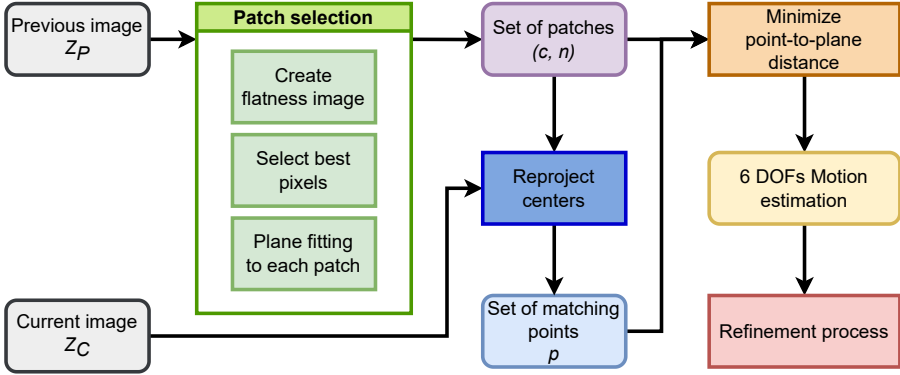 Previous image
Z_P
Patch selection
Create
flatness image
Select best
pixels
Plane fitting
to each patch
Current image
Z_C
Set of patches
(c, n)
Reproject
centers
Set of matching
points
p
Minimize
point-to-plane
distance
6 DOFs Motion
estimation
Refinement process